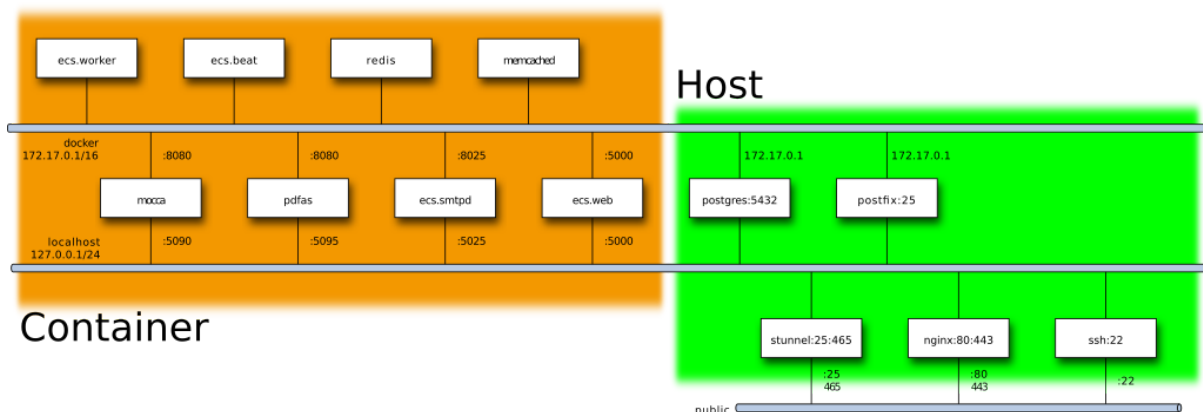 ecs.worker
ecs.beat
redis
memcached
Host
docker
172.17.0.1/16
:8080
:8080
:8025
:5000
172.17.0.1
172.17.0.1
mocca
pdfas
ecs.smtpd
ecs.web
postgres:5432
postfix:25
localhost
127.0.0.1/24
:5090
:5095
:5025
:5000
Container
stunnel:25:465
nginx:80:443
ssh:22
:25
465
:80
443
:22
public